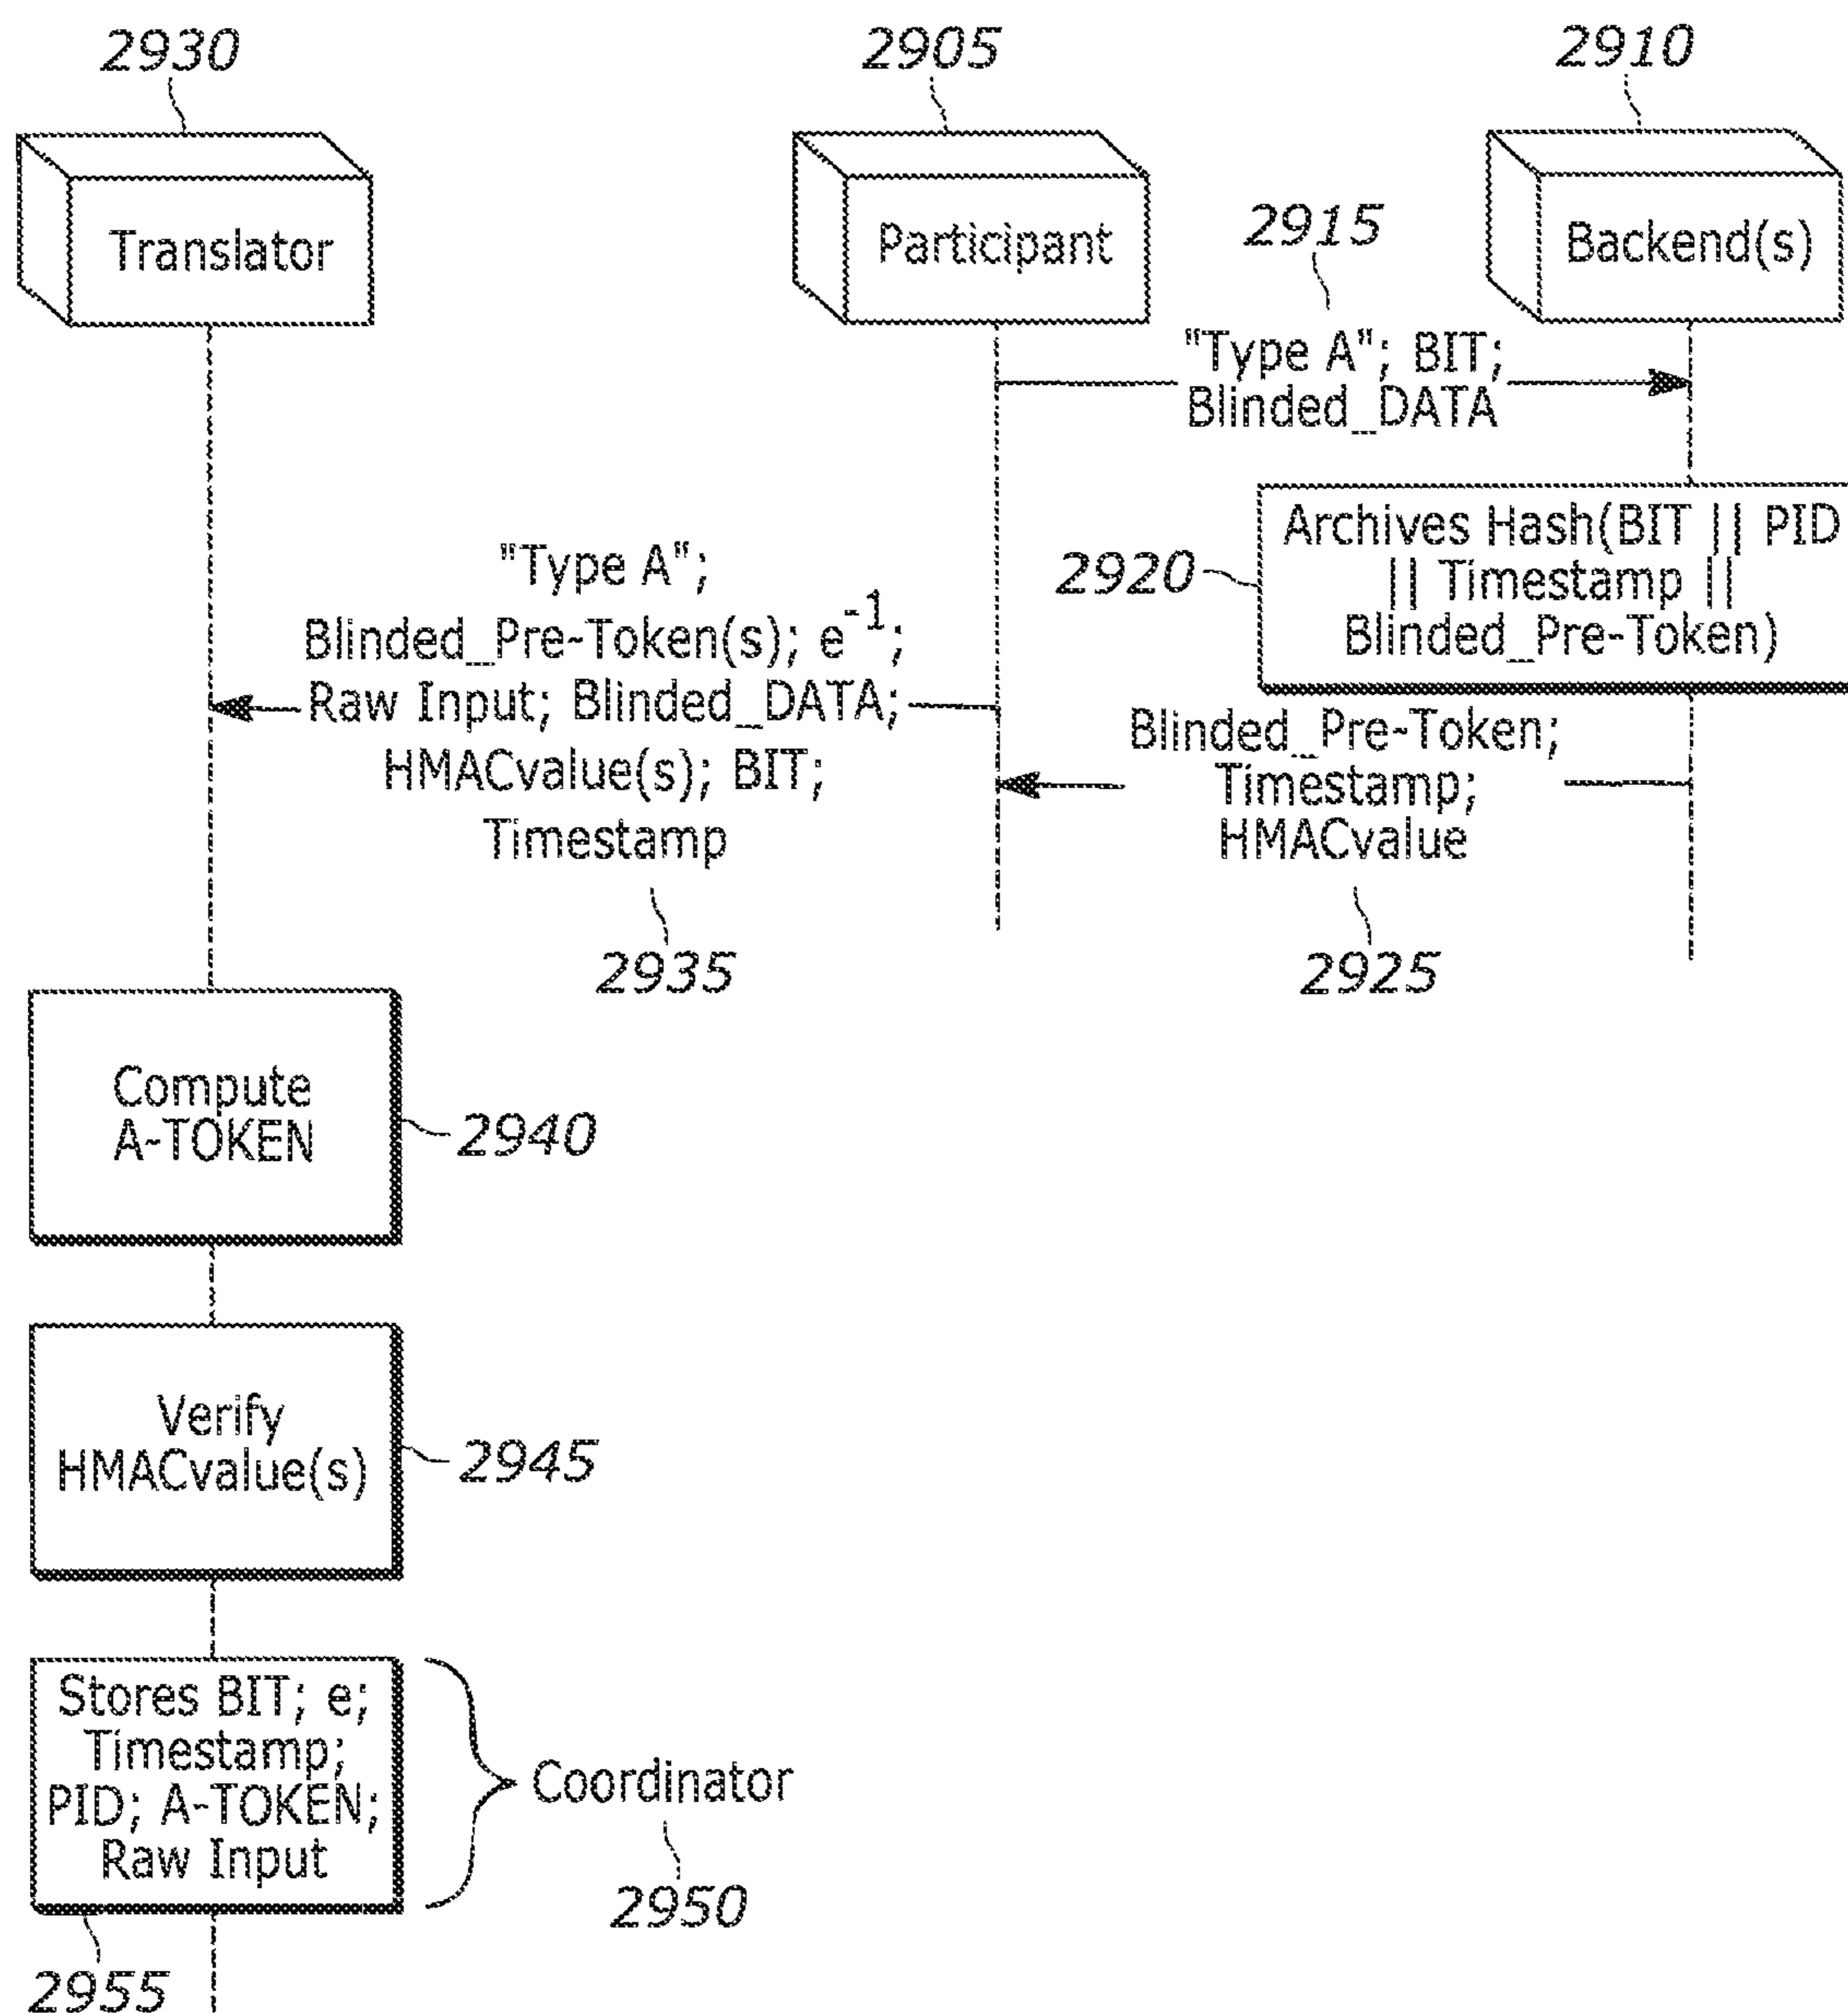 2930
2905
2910
Translator
Participant
Backend(s)
2915
"Type A"; BIT;
Blinded_DATA
Archives Hash(BIT || PID
|| Timestamp ||
Blinded_Pre-Token)
2920
"Type A";
Blinded_Pre-Token(s); e⁻¹;
Raw Input; Blinded_DATA;
HMACvalue(s); BIT;
Timestamp
2935
Blinded_Pre-Token;
Timestamp;
HMACvalue
2925
Compute
A-TOKEN
2940
Verify
HMACvalue(s)
2945
Stores BIT; e;
Timestamp;
PID; A-TOKEN;
Raw Input
Coordinator
2950
2955